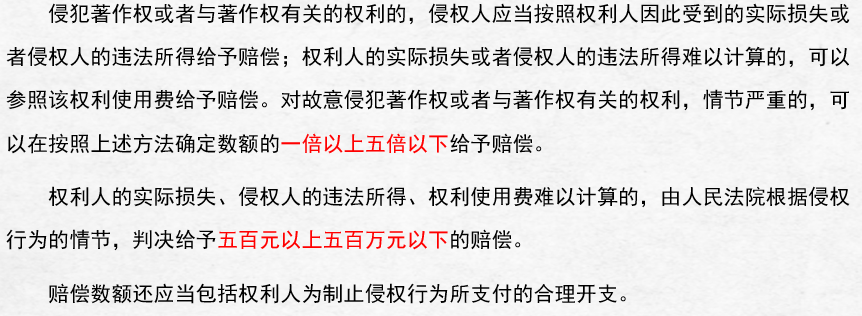 侵犯著作权或者与著作权有关的权利的，侵权人应当按照权利人因此受到的实际损失或
者侵权人的违法所得给予赔偿；权利人的实际损失或者侵权人的违法所得难以计算的，可以
参照该权利使用费给予赔偿。对故意侵犯著作权或者与著作权有关的权利，情节严重的，可
以在按照上述方法确定数额的一倍以上五倍以下给予赔偿。
权利人的实际损失、侵权人的违法所得、权利使用费难以计算的，由人民法院根据侵权
行为的情节，判决给予五百元以上五百万元以下的赔偿。
赔偿数额还应当包括权利人为制止侵权行为所支付的合理开支。